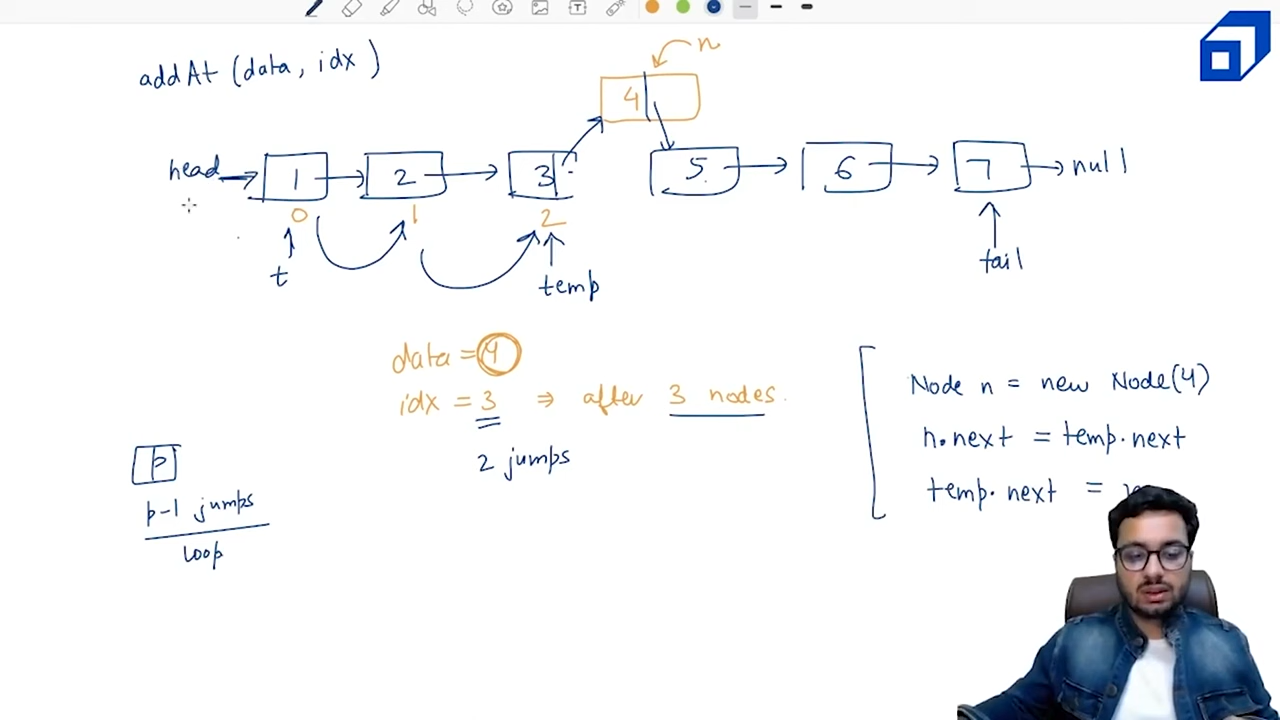 addAt (data, idx )
n
4
head 1 2 3 5 6 7 null
0 1 2
t
temp
tail
data = 4
idx = 3 ⇒ after 3 nodes.
2 jumps
p
p-1 jumps
loop
Node n = new Node(4)
n.next = temp.next
temp.next =